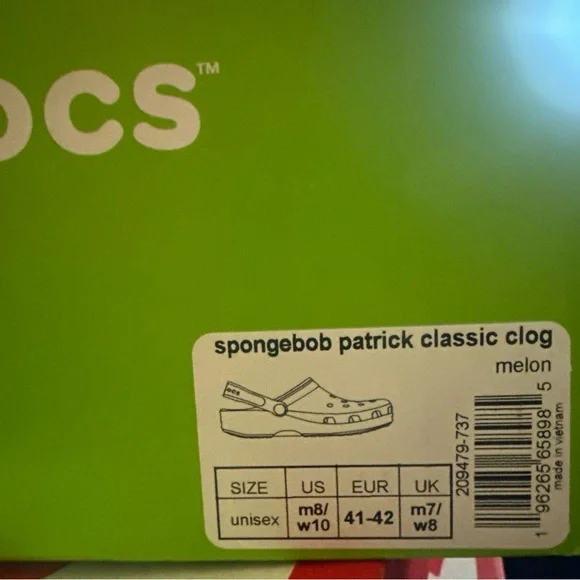 ocs™
spongebob patrick classic clog
melon
ocs
SIZE US EUR UK
unisex m8/w10 41-42 m7/w8
209479-737
1 96265 65898 5
made in vietnam